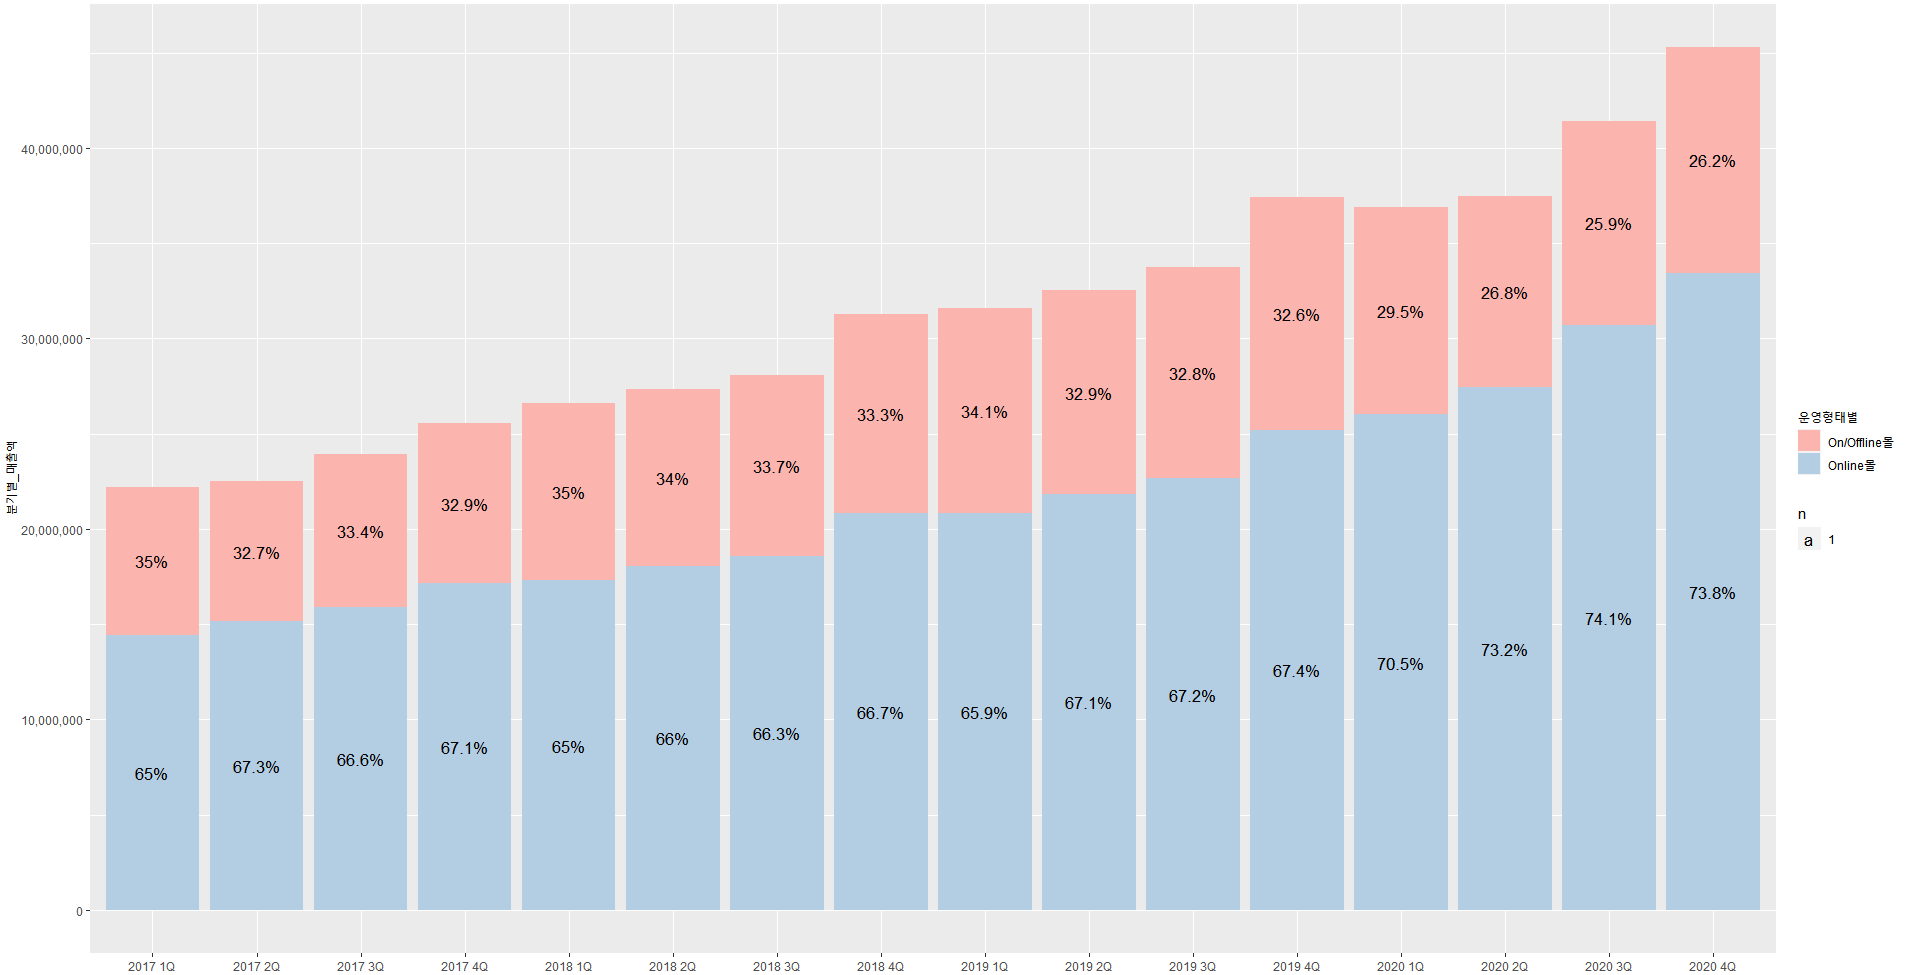 분기별_매출액
40,000,000
30,000,000
20,000,000
10,000,000
0
35% 32.7% 33.4% 32.9% 35% 34% 33.7% 33.3% 34.1% 32.9% 32.8% 32.6% 29.5% 26.8% 25.9% 26.2%
65% 67.3% 66.6% 67.1% 65% 66% 66.3% 66.7% 65.9% 67.1% 67.2% 67.4% 70.5% 73.2% 74.1% 73.8%
2017 1Q 2017 2Q 2017 3Q 2017 4Q 2018 1Q 2018 2Q 2018 3Q 2018 4Q 2019 1Q 2019 2Q 2019 3Q 2019 4Q 2020 1Q 2020 2Q 2020 3Q 2020 4Q
운영형태별
On/Offline몰
Online몰
n
a 1